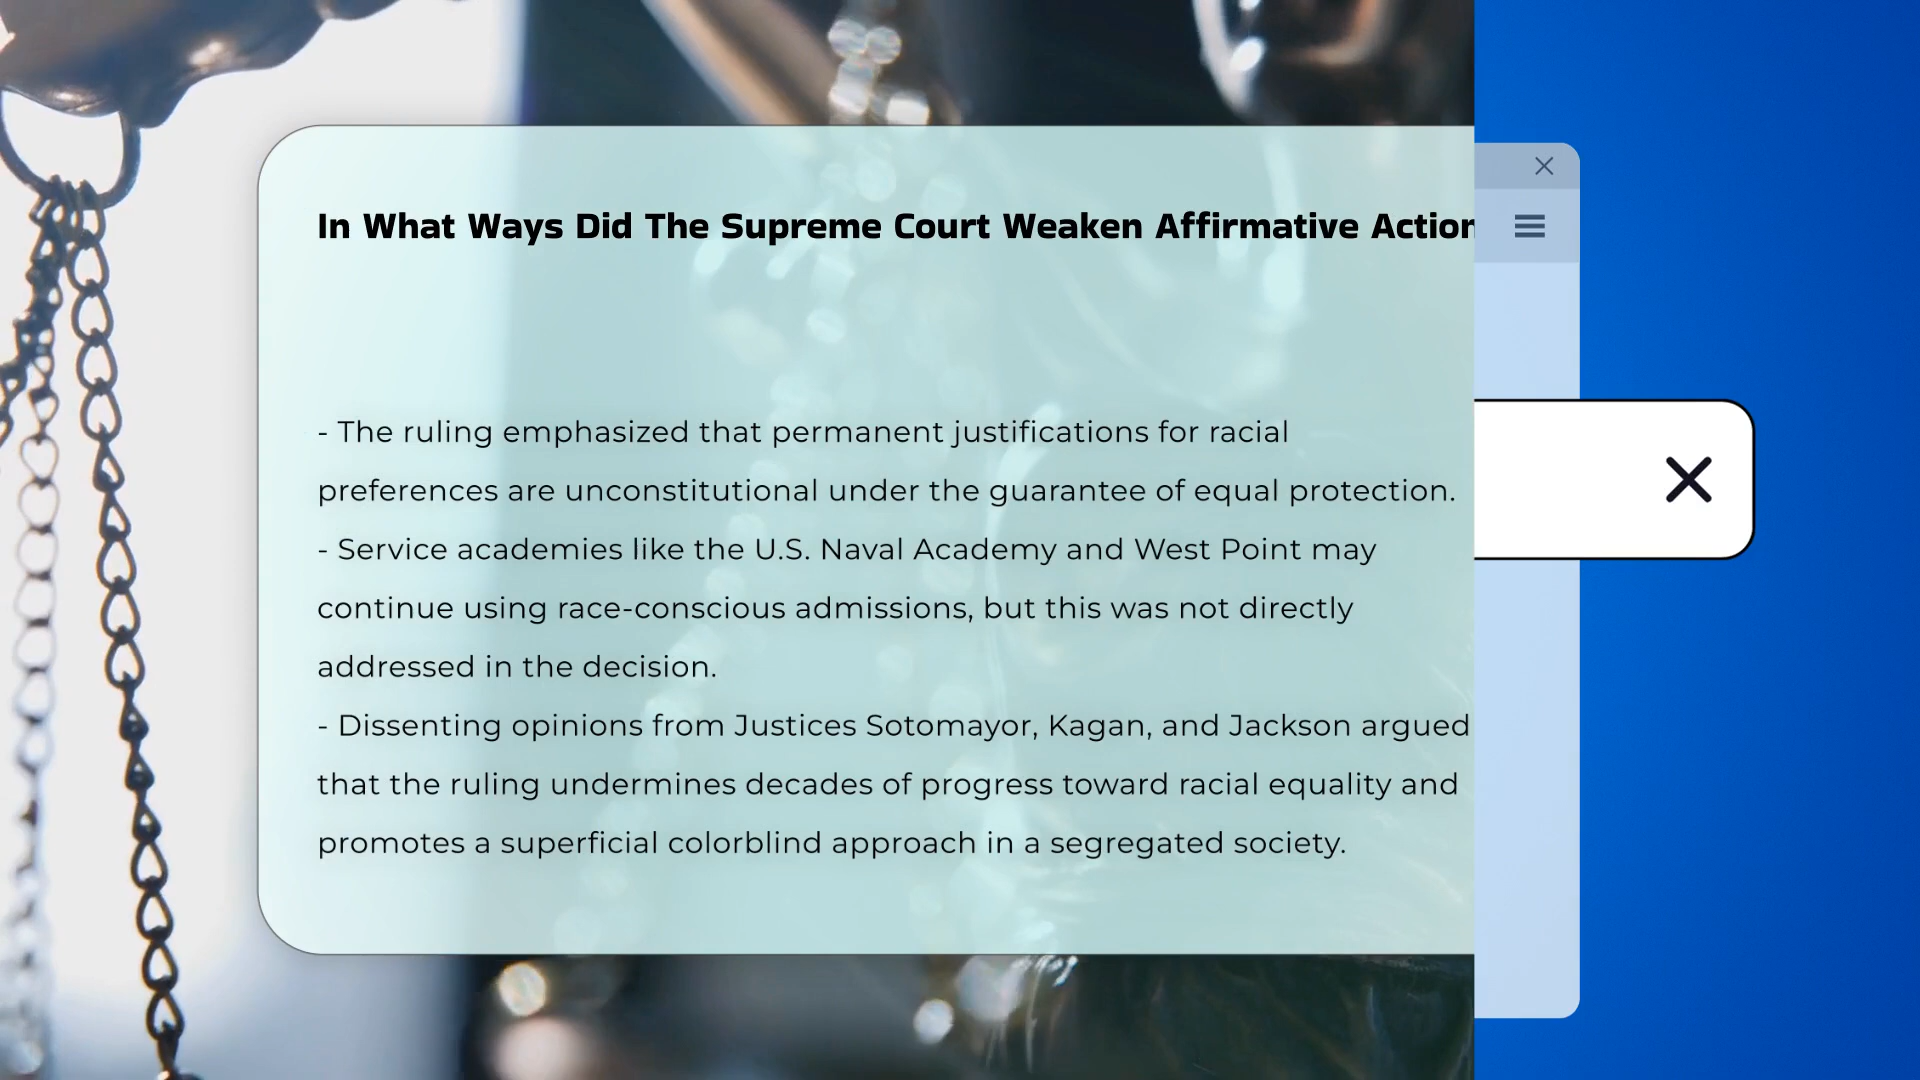 In What Ways Did The Supreme Court Weaken Affirmative Action
- The ruling emphasized that permanent justifications for racial
preferences are unconstitutional under the guarantee of equal protection.
- Service academies like the U.S. Naval Academy and West Point may
continue using race-conscious admissions, but this was not directly
addressed in the decision.
- Dissenting opinions from Justices Sotomayor, Kagan, and Jackson argued
that the ruling undermines decades of progress toward racial equality and
promotes a superficial colorblind approach in a segregated society.